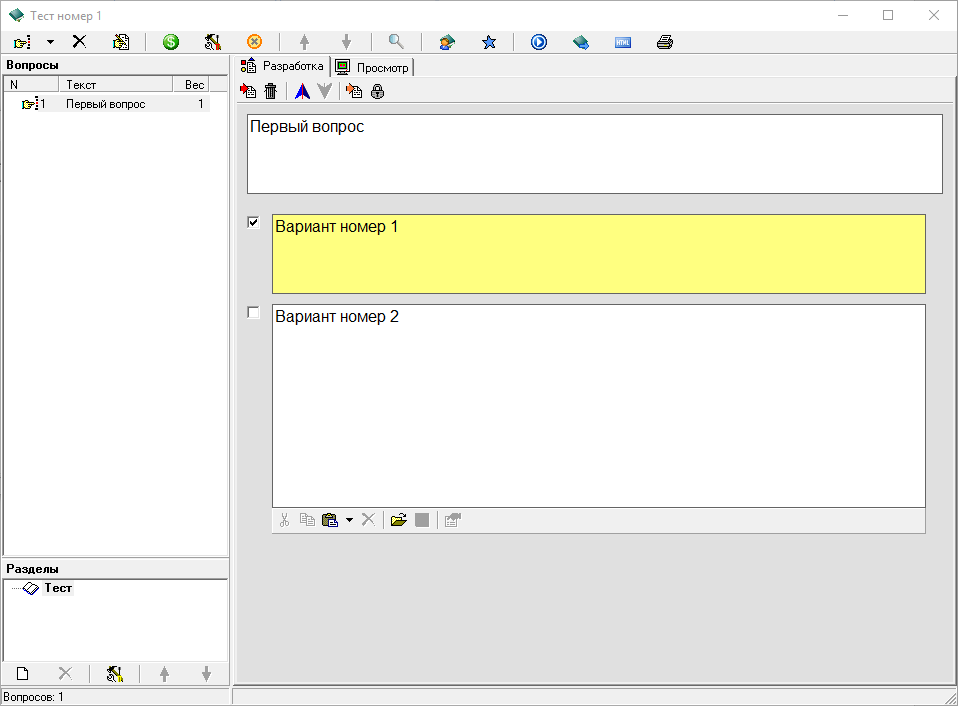 Тест номер 1
HTML
Вопросы
N Текст Вес
1 Первый вопрос 1
Разделы
Тест
Вопросов: 1
Разработка Просмотр
Первый вопрос
Вариант номер 1
Вариант номер 2